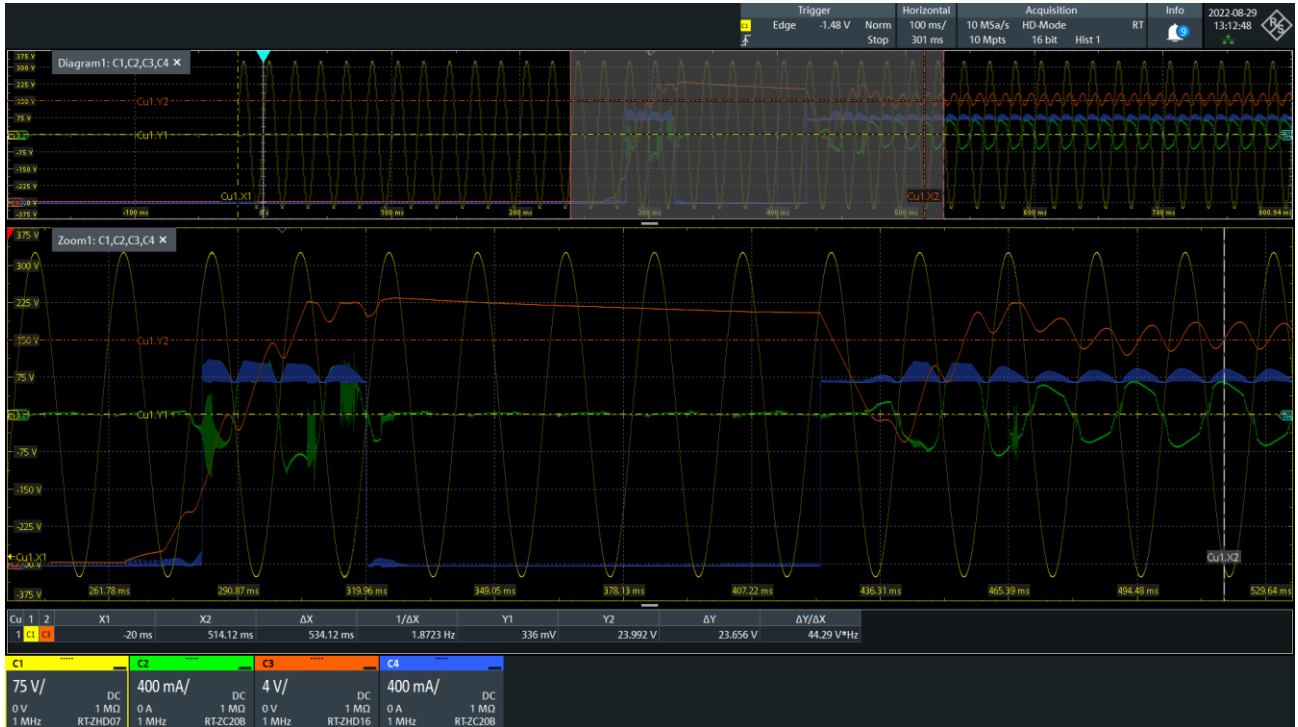 Trigger Horizontal Acquisition Info 2022-08-29
C1 Edge -1.48 V Norm 100 ms/ 10 MSa/s HD-Mode RT 9 13:12:48
Stop 301 ms 10 Mpts 16 bit Hist 1
375 V
Diagram1: C1,C2,C3,C4 ×
300 V
225 V
Cu1.Y2
75 V
Cu1.Y1
-75 V
-150 V
-225 V
Cu1.X1 Cu1.X2
-375 V -100 ms 100 ms 200 ms 300 ms 400 ms 500 ms 600 ms 700 ms 800.94 ms
375 V
Zoom1: C1,C2,C3,C4 ×
300 V
225 V
150 V Cu1.Y2
75 V
Cu1.Y1
-75 V
-150 V
-225 V
Cu1.X1 Cu1.X2
-375 V 261.78 ms 290.87 ms 319.96 ms 349.05 ms 378.13 ms 407.22 ms 436.31 ms 465.39 ms 494.48 ms 529.64 ms
Cu 1 2 X1 X2 ΔX 1/ΔX Y1 Y2 ΔY ΔY/ΔX
1 C1 C3 -20 ms 514.12 ms 534.12 ms 1.8723 Hz 336 mV 23.992 V 23.656 V 44.29 V*Hz
C1 C2 C3 C4
75 V/ 400 mA/ 4 V/ 400 mA/
DC DC DC DC
0 V 1 MΩ 0 A 1 MΩ 0 V 1 MΩ 0 A 1 MΩ
1 MHz RT-ZHD07 1 MHz RT-ZC20B 1 MHz RT-ZHD16 1 MHz RT-ZC20B